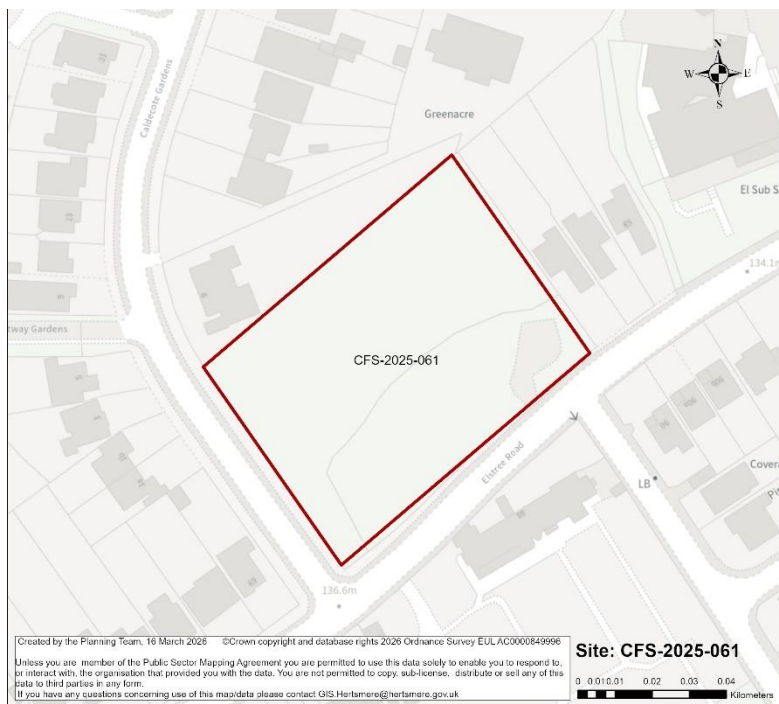 N
W E
S
21
Caldecote Gardens
Greenacre
El Sub S
13
85
134.1m
9
tway Gardens
CFS-2025-061
Elstree Road
LB
Covera
Pi
69
136.6m
Created by the Planning Team, 16 March 2026 ©Crown copyright and database rights 2026 Ordnance Survey EUL AC0000849996
Unless you are member of the Public Sector Mapping Agreement you are permitted to use this data solely to enable you to respond to,
or interact with, the organisation that provided you with the data. You are not permitted to copy, sub-license, distribute or sell any of this
data to third parties in any form.
If you have any questions concerning use of this map/data please contact GIS.Hertsmere@hertsmere.gov.uk
Site: CFS-2025-061
0 0.010.01 0.02 0.03 0.04
Kilometers